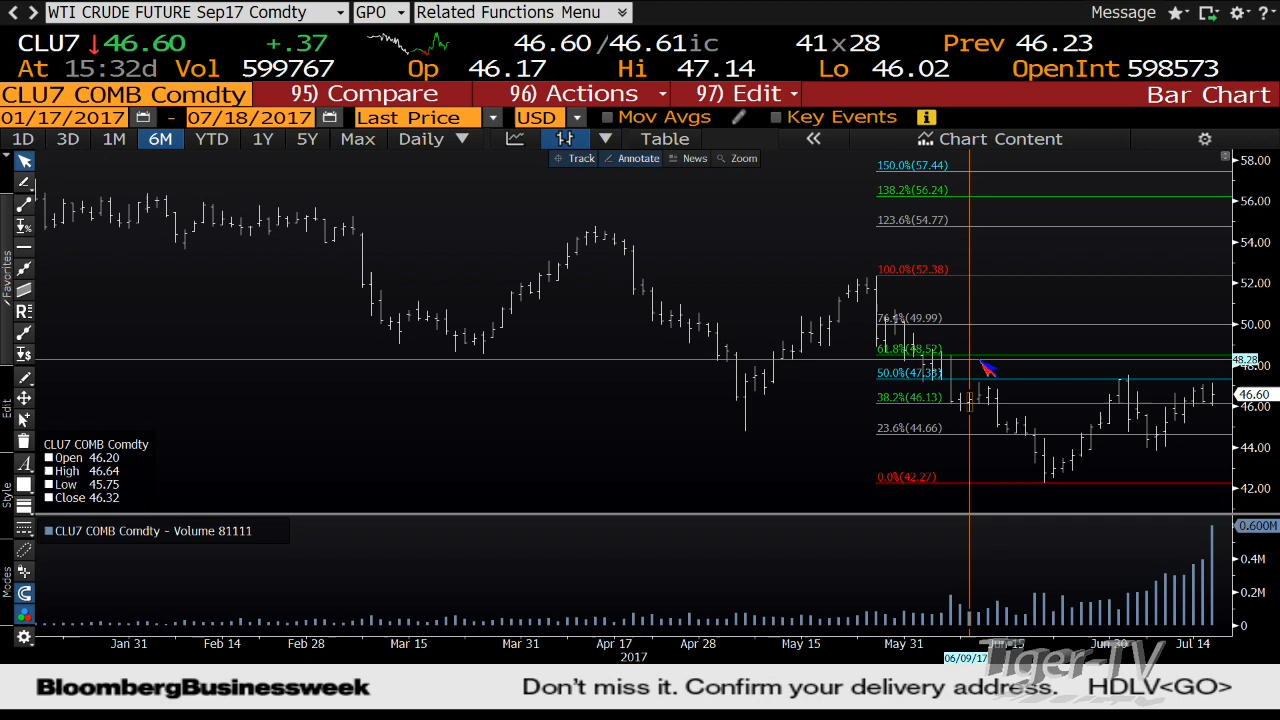 WTI CRUDE FUTURE Sep17 Comdty GPO Related Functions Menu Message
CLU7 46.60 +.37 46.60/46.61ic 41x28 Prev 46.23
At 15:32d Vol 599767 Op 46.17 Hi 47.14 Lo 46.02 OpenInt 598573
CLU7 COMB Comdty 95) Compare 96) Actions 97) Edit Bar Chart
01/17/2017 - 07/18/2017 Last Price USD Mov Avgs Key Events
1D 3D 1M 6M YTD 1Y 5Y Max Daily Table Chart Content
Track Annotate News Zoom
150.0%(57.44)
138.2%(56.24)
123.6%(54.77)
100.0%(52.38)
76.4%(49.99)
61.8%(48.52)
50.0%(47.33)
38.2%(46.13)
23.6%(44.66)
0.0%(42.27)
58.00
56.00
54.00
52.00
50.00
48.28
48.00
46.60
46.00
44.00
42.00
Favorites
Edit
Style
Modes
CLU7 COMB Comdty
Open 46.20
High 46.64
Low 45.75
Close 46.32
CLU7 COMB Comdty - Volume 81111
0.600M
0.4M
0.2M
0
Jan 31 Feb 14 Feb 28 Mar 15 Mar 31 Apr 17 Apr 28 May 15 May 31 Jun 15 Jun 30 Jul 14
2017
06/09/17
Tiger-TV
BloombergBusinessweek Don't miss it. Confirm your delivery address. HDLV<GO>